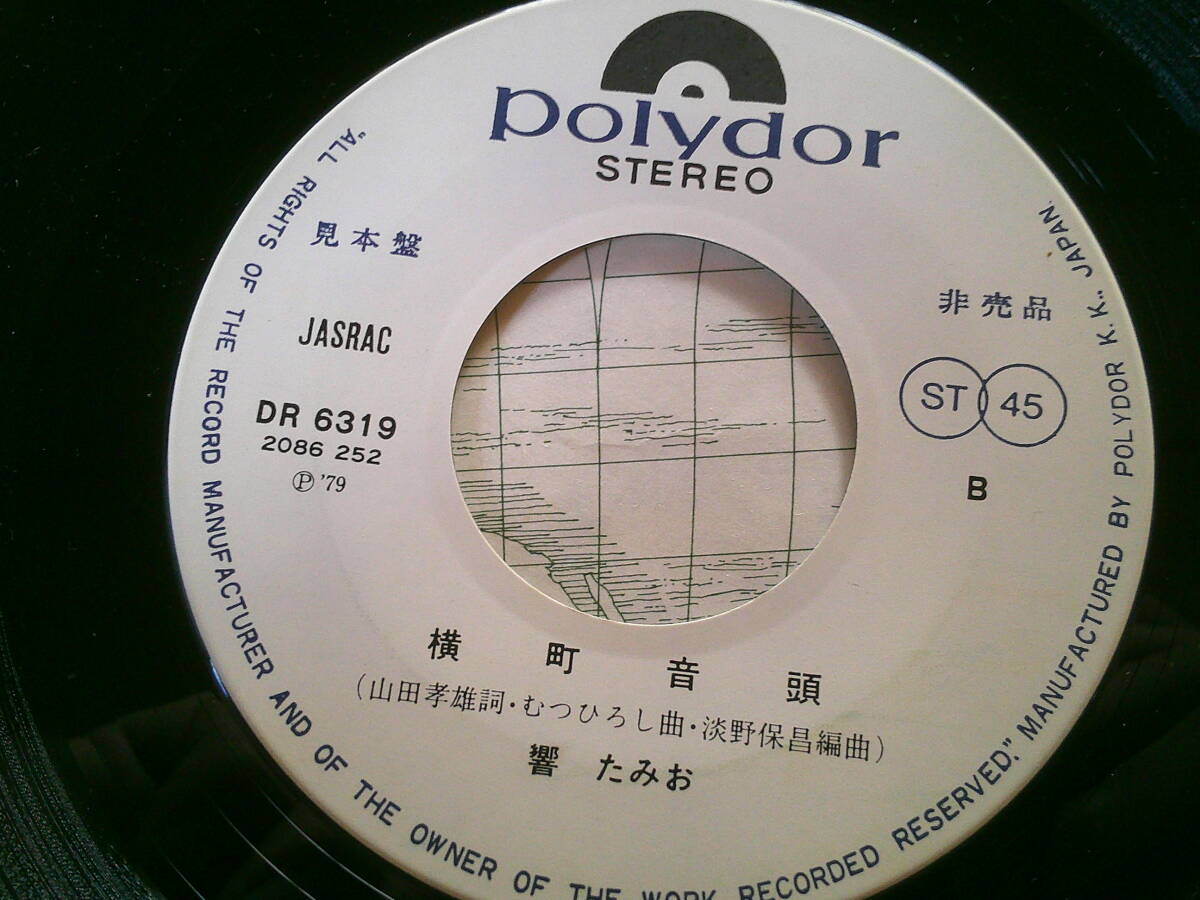 polydor
STEREO
見本盤
JASRAC
DR 6319
2086 252
Ⓟ '79
非売品
ST 45
B
横町音頭
(山田孝雄詞・むつひろし曲・淡野保昌編曲)
響 たみお
"ALL RIGHTS OF THE RECORD MANUFACTURER AND OF THE OWNER OF THE WORK RECORDED RESERVED." MANUFACTURED BY POLYDOR K.K., JAPAN.